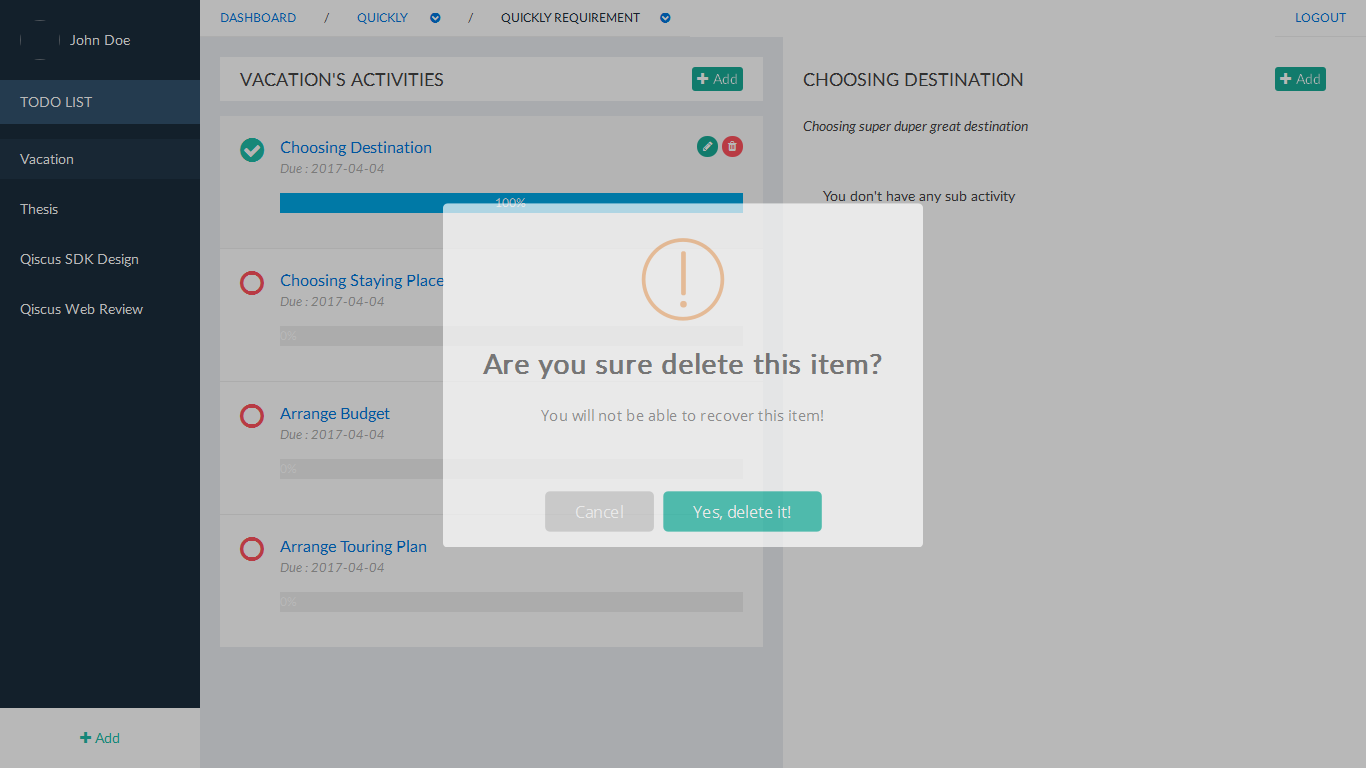 John Doe
TODO LIST
Vacation
Thesis
Qiscus SDK Design
Qiscus Web Review
Add
DASHBOARD / QUICKLY / QUICKLY REQUIREMENT LOGOUT
VACATION'S ACTIVITIES Add
Choosing Destination
Due : 2017-04-04
100%
Choosing Staying Place
Due : 2017-04-04
0%
Arrange Budget
Due : 2017-04-04
0%
Arrange Touring Plan
Due : 2017-04-04
0%
CHOOSING DESTINATION Add
Choosing super duper great destination
You don't have any sub activity
Are you sure delete this item?
You will not be able to recover this item!
Cancel Yes, delete it!